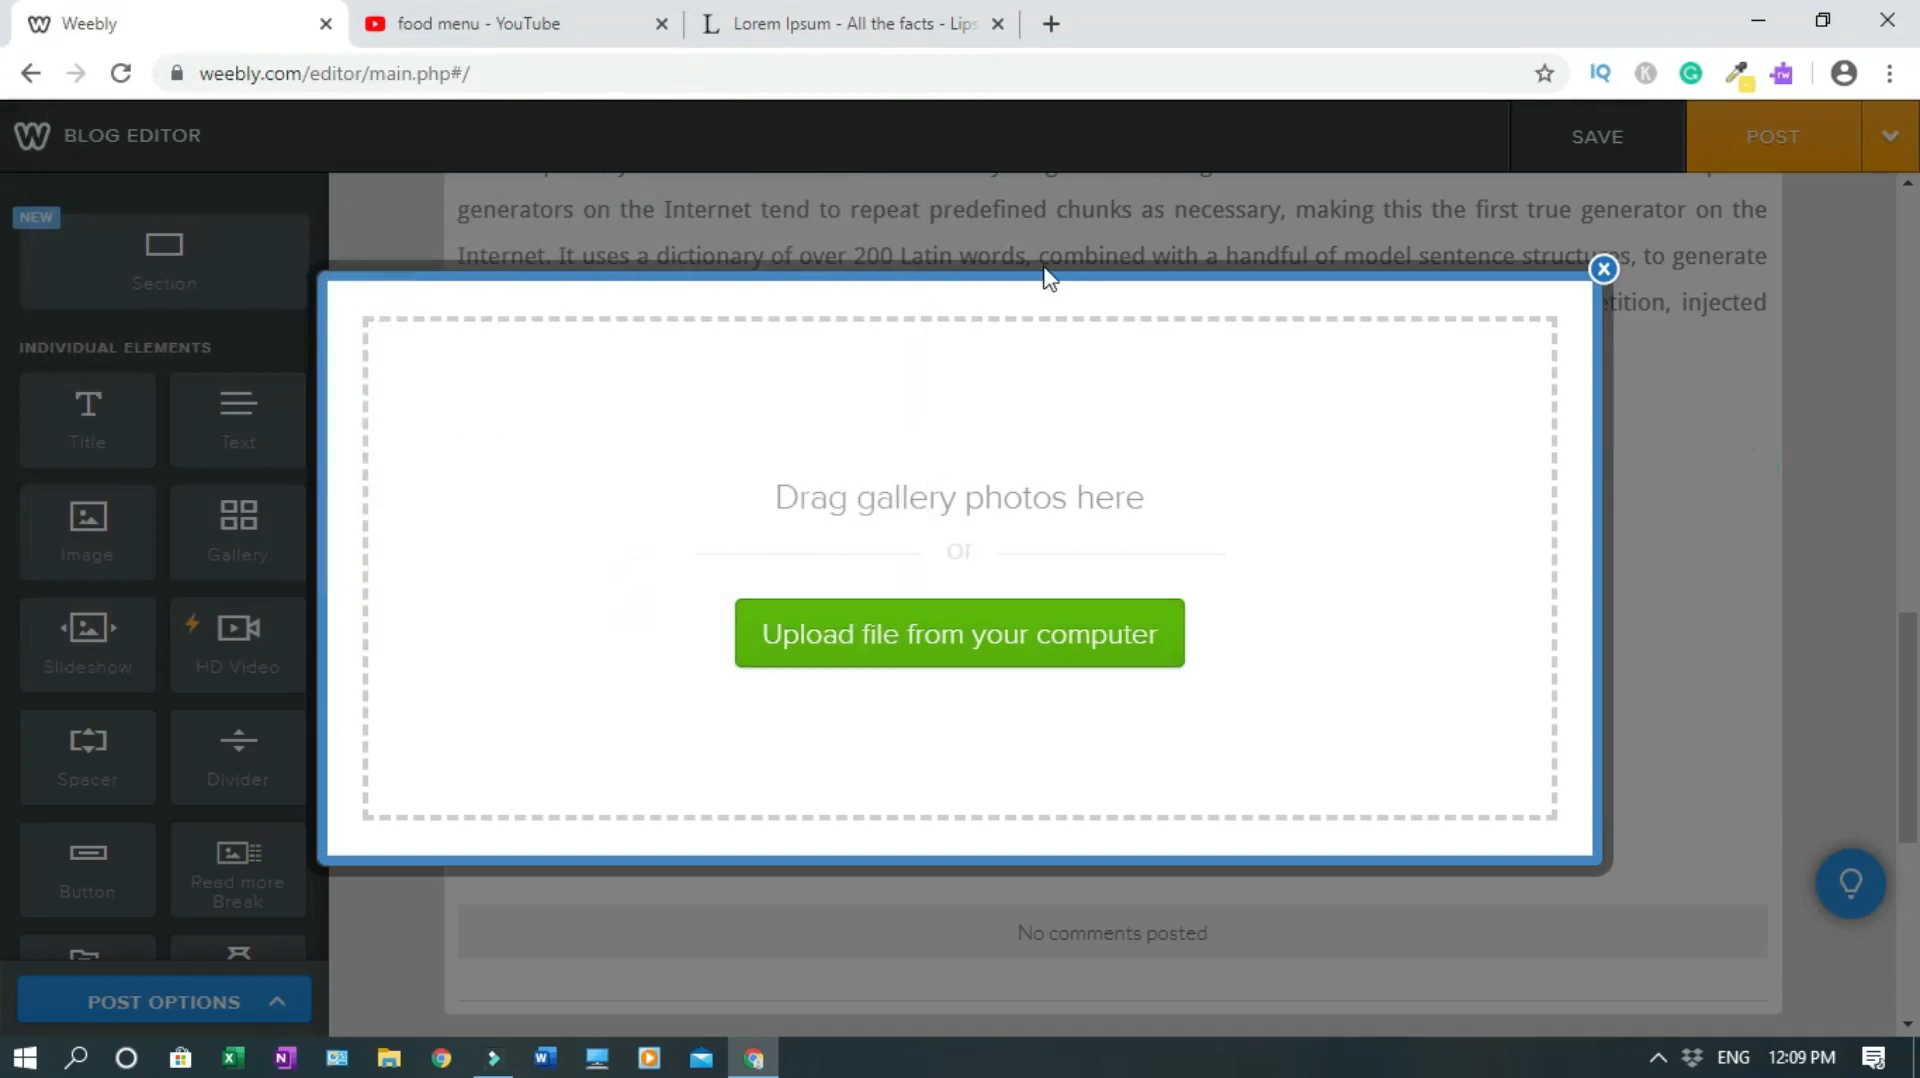 Weebly
food menu - YouTube
Lorem Ipsum - All the facts - Lips
weebly.com/editor/main.php#/
BLOG EDITOR
SAVE
POST
NEW
Section
INDIVIDUAL ELEMENTS
Title
Text
Image
Gallery
Slideshow
HD Video
Spacer
Divider
Button
Read more
Break
POST OPTIONS
generators on the Internet tend to repeat predefined chunks as necessary, making this the first true generator on the
Internet. It uses a dictionary of over 200 Latin words, combined with a handful of model sentence structures, to generate
etition, injected
Drag gallery photos here
or
Upload file from your computer
No comments posted
ENG
12:09 PM